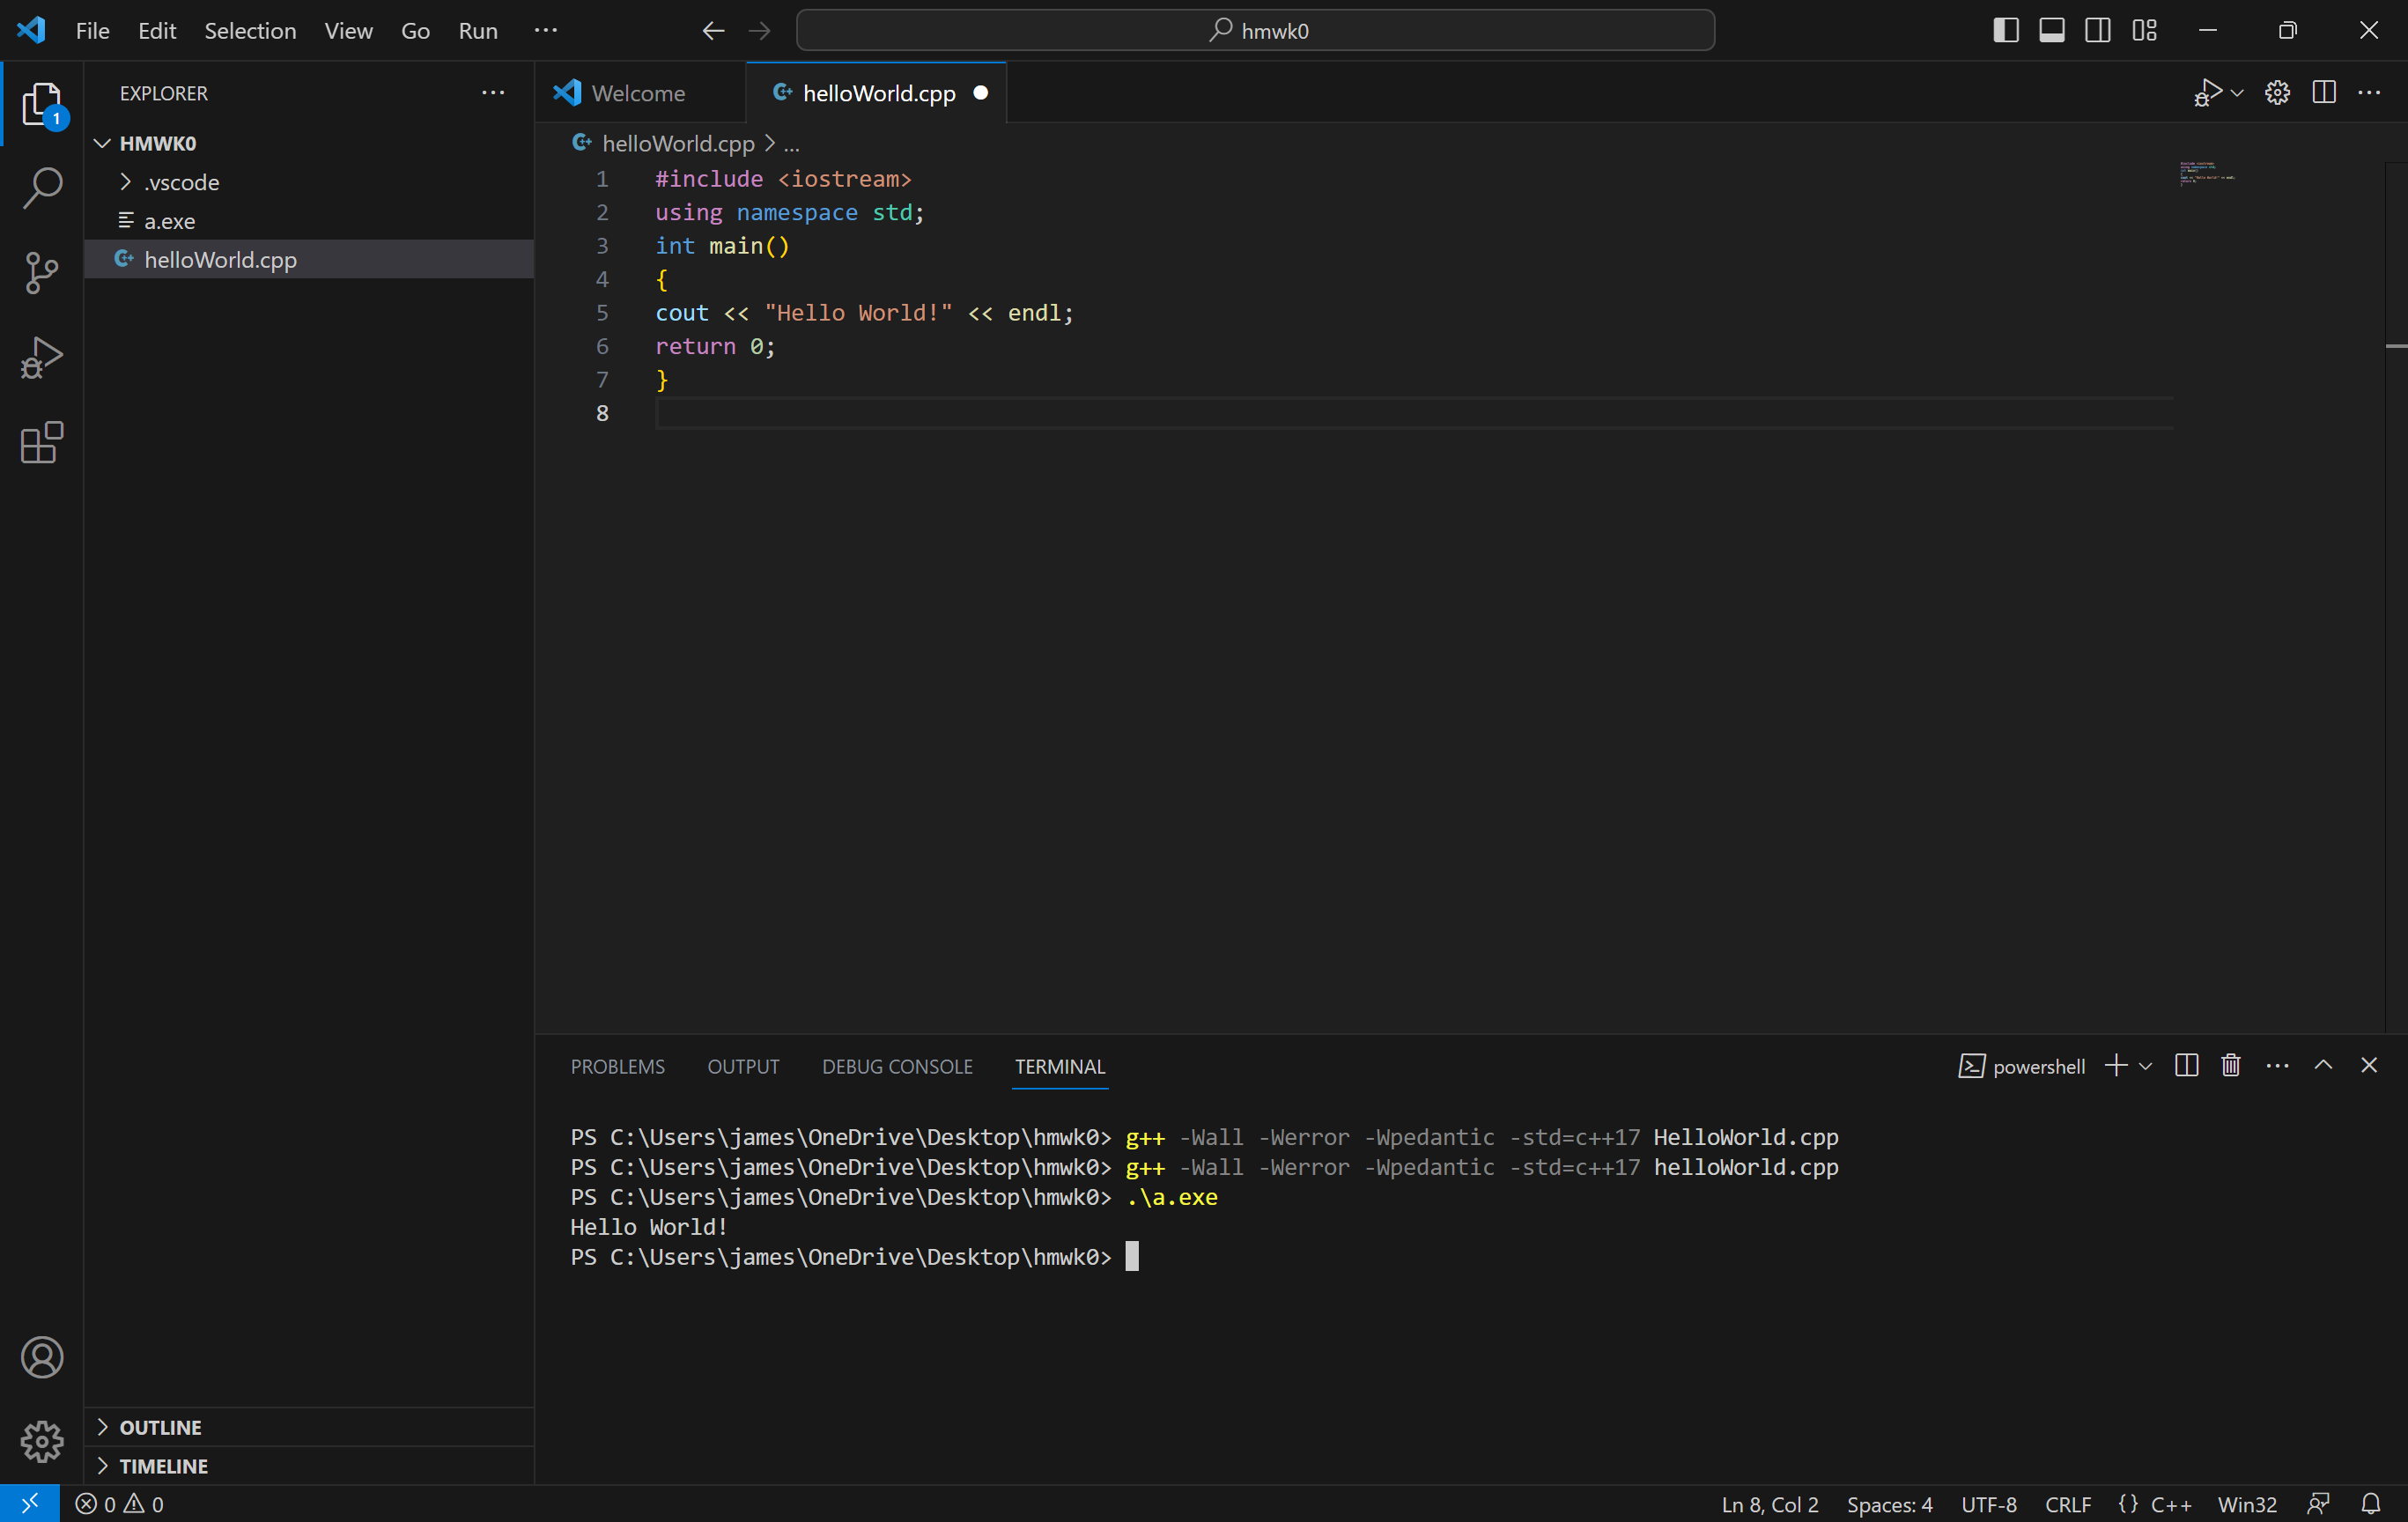 File Edit Selection View Go Run ··· hmwk0
EXPLORER ···
1
HMWK0
.vscode
a.exe
helloWorld.cpp
Welcome helloWorld.cpp
helloWorld.cpp > ...
1 #include <iostream>
2 using namespace std;
3 int main()
4 {
5 cout << "Hello World!" << endl;
6 return 0;
7 }
8
PROBLEMS OUTPUT DEBUG CONSOLE TERMINAL powershell
PS C:\Users\james\OneDrive\Desktop\hmwk0> g++ -Wall -Werror -Wpedantic -std=c++17 HelloWorld.cpp
PS C:\Users\james\OneDrive\Desktop\hmwk0> g++ -Wall -Werror -Wpedantic -std=c++17 helloWorld.cpp
PS C:\Users\james\OneDrive\Desktop\hmwk0> .\a.exe
Hello World!
PS C:\Users\james\OneDrive\Desktop\hmwk0>
OUTLINE
TIMELINE
0 0 Ln 8, Col 2 Spaces: 4 UTF-8 CRLF {} C++ Win32